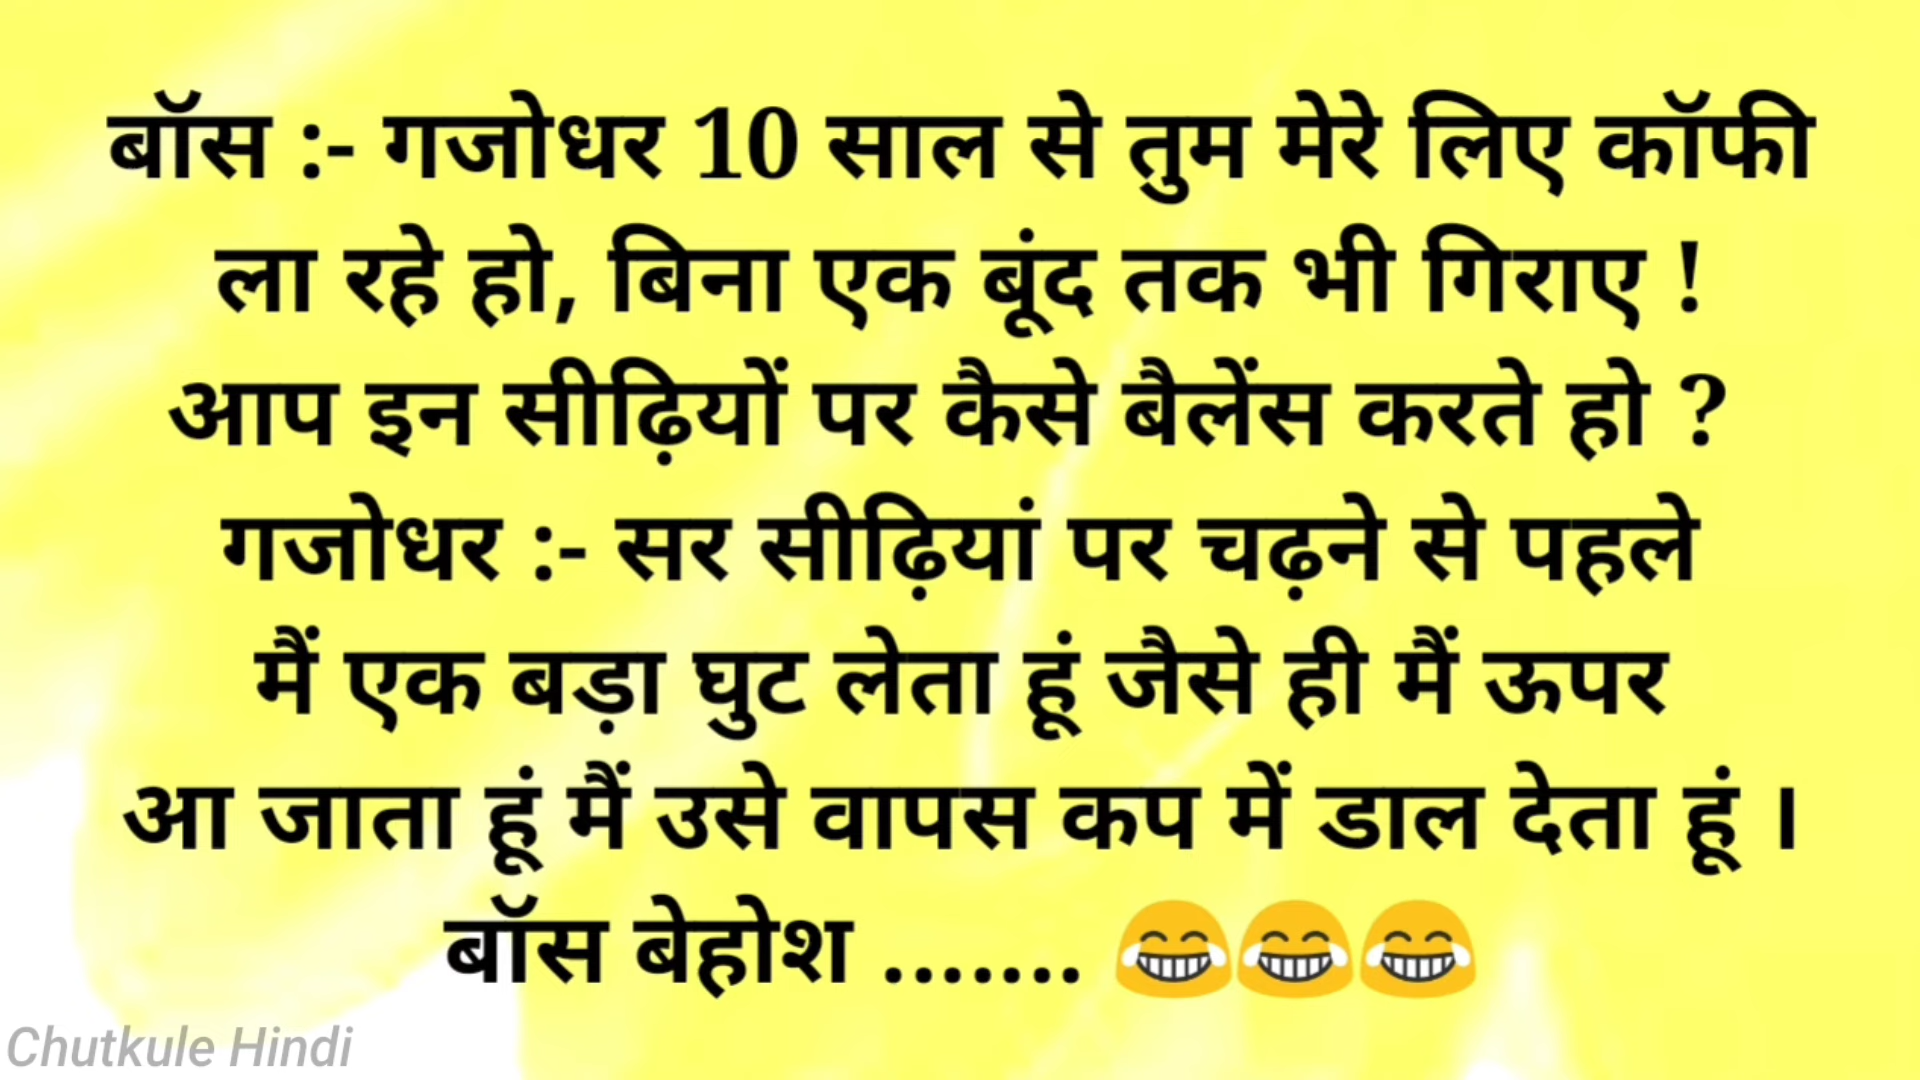 बॉस :- गजोधर 10 साल से तुम मेरे लिए कॉफी
ला रहे हो, बिना एक बूंद तक भी गिराए !
आप इन सीढ़ियों पर कैसे बैलेंस करते हो ?
गजोधर :- सर सीढ़ियां पर चढ़ने से पहले
मैं एक बड़ा घुट लेता हूं जैसे ही मैं ऊपर
आ जाता हूं मैं उसे वापस कप में डाल देता हूं ।
बॉस बेहोश ....... 😂😂😂
Chutkule Hindi